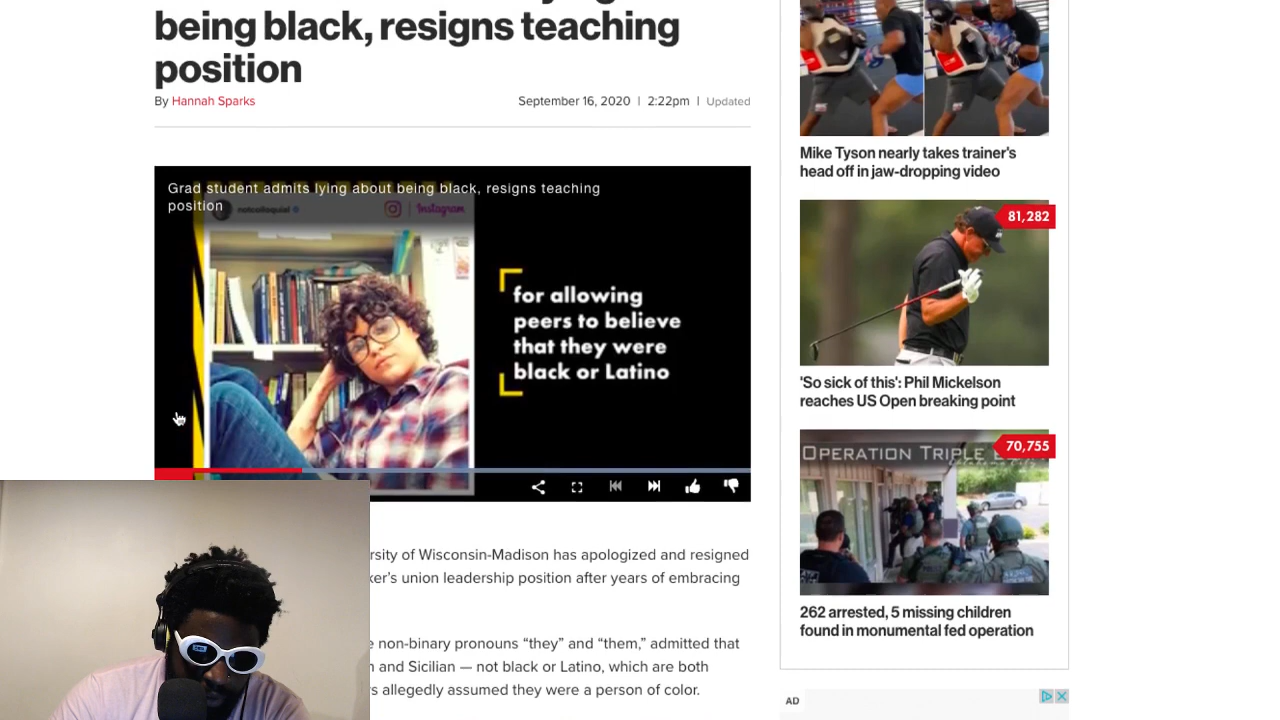 being black, resigns teaching
position
By Hannah Sparks
September 16, 2020 | 2:22pm | Updated
Grad student admits lying about being black, resigns teaching
position
notcolloquial
Instagram
for allowing
peers to believe
that they were
black or Latino
rsity of Wisconsin-Madison has apologized and resigned
ker's union leadership position after years of embracing
e non-binary pronouns “they” and “them,” admitted that
n and Sicilian — not black or Latino, which are both
rs allegedly assumed they were a person of color.
Mike Tyson nearly takes trainer's
head off in jaw-dropping video
81,282
'So sick of this': Phil Mickelson
reaches US Open breaking point
70,755
OPERATION TRIPLE
262 arrested, 5 missing children
found in monumental fed operation
AD